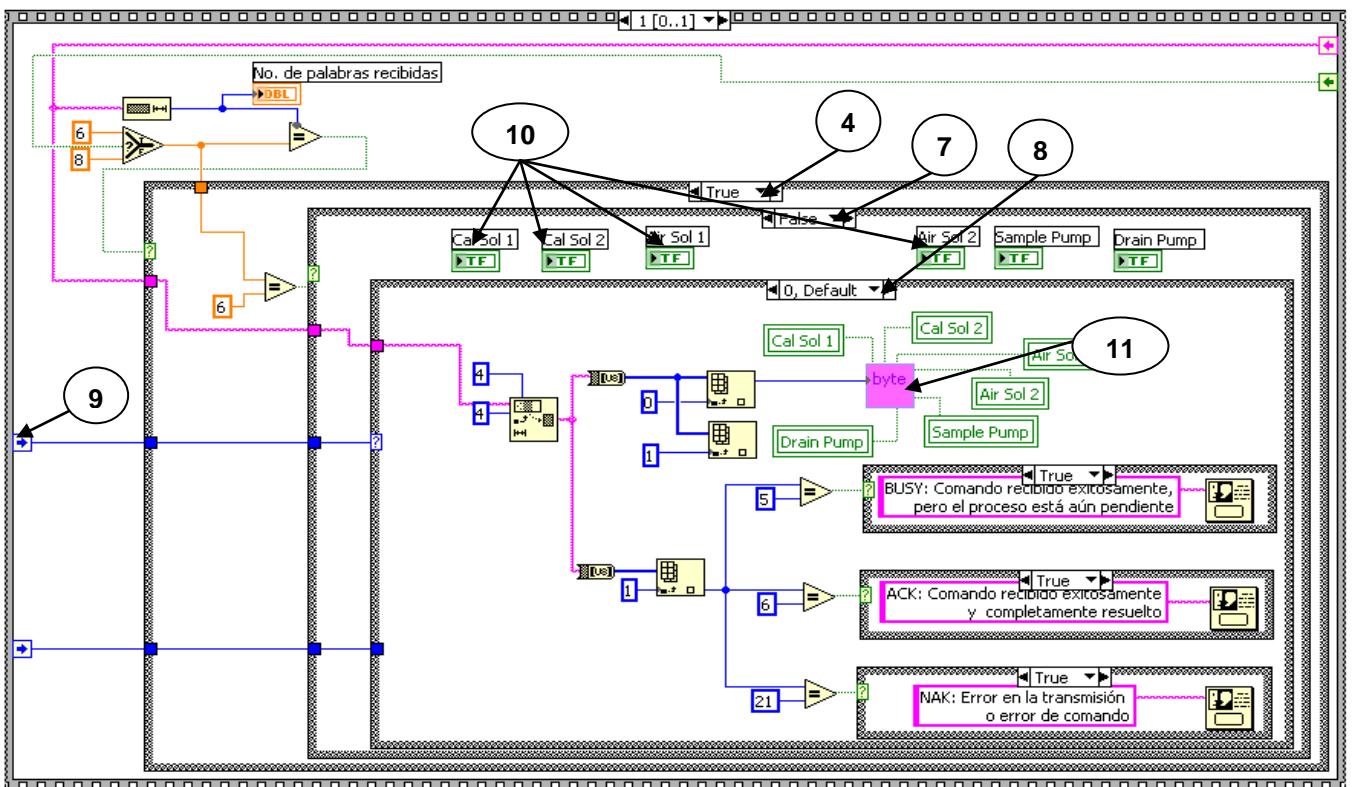 1 [0..1]
No. de palabras recibidas
DBL
6
8
?
T
F
=
10
4
7
8
True
False
Cal Sol 1
Cal Sol 2
Air Sol 1
Air Sol 2
Sample Pump
Drain Pump
TF
TF
TF
TF
TF
TF
?
?
=
6
0, Default
Cal Sol 1
Cal Sol 2
11
4
[U8]
byte
Air Sol 2
4
0
Drain Pump
Sample Pump
9
?
1
True
BUSY: Comando recibido exitosamente,
pero el proceso está aún pendiente
5
=
?
[U8]
1
True
ACK: Comando recibido exitosamente
y completamente resuelto
6
=
?
True
NAK: Error en la transmisión
o error de comando
21
=
?